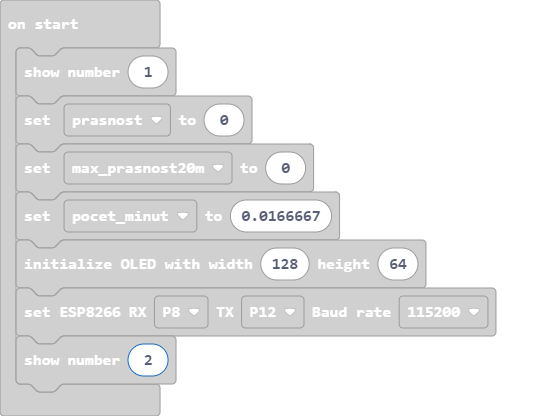 on start
show number 1
set prasnost to 0
set max_prasnost20m to 0
set pocet_minut to 0.0166667
initialize OLED with width 128 height 64
set ESP8266 RX P8 TX P12 Baud rate 115200
show number 2